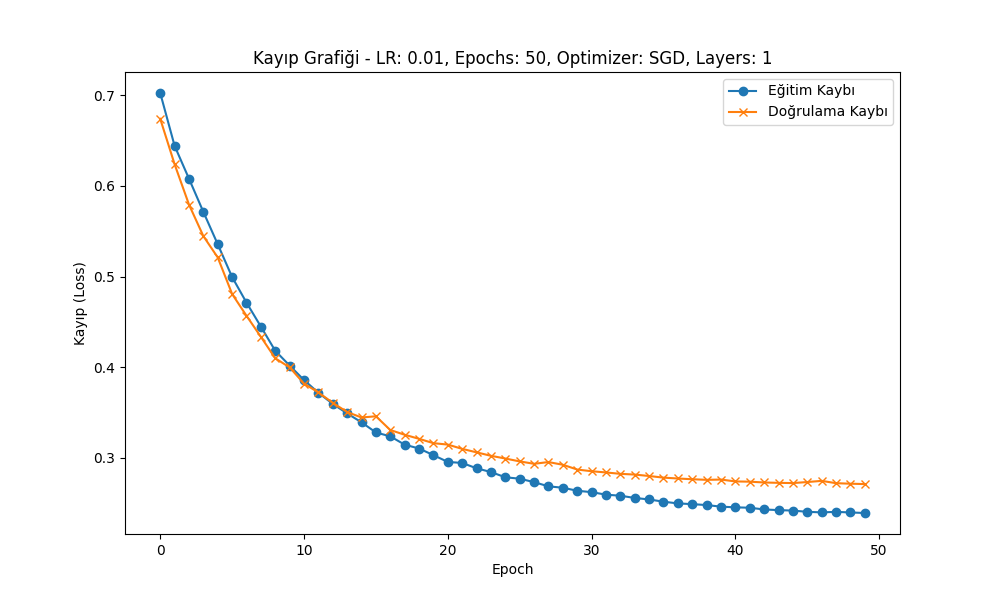 Kayıp Grafiği - LR: 0.01, Epochs: 50, Optimizer: SGD, Layers: 1
Eğitim Kaybı
Doğrulama Kaybı
Kayıp (Loss)
0.7
0.6
0.5
0.4
0.3
0 10 20 30 40 50
Epoch